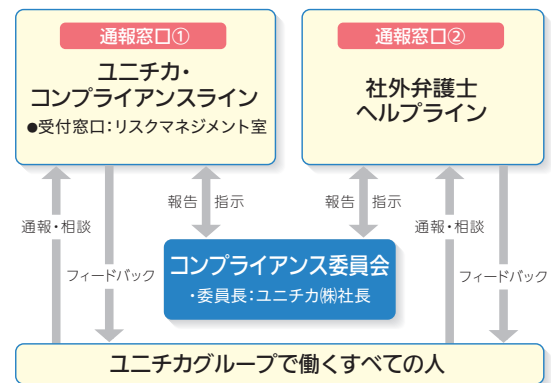 通報窓口①
ユニチカ・
コンプライアンスライン
●受付窓口：リスクマネジメント室
通報窓口②
社外弁護士
ヘルプライン
通報・相談
フィードバック
報告 指示
報告 指示
通報・相談
フィードバック
コンプライアンス委員会
・委員長：ユニチカ㈱社長
ユニチカグループで働くすべての人